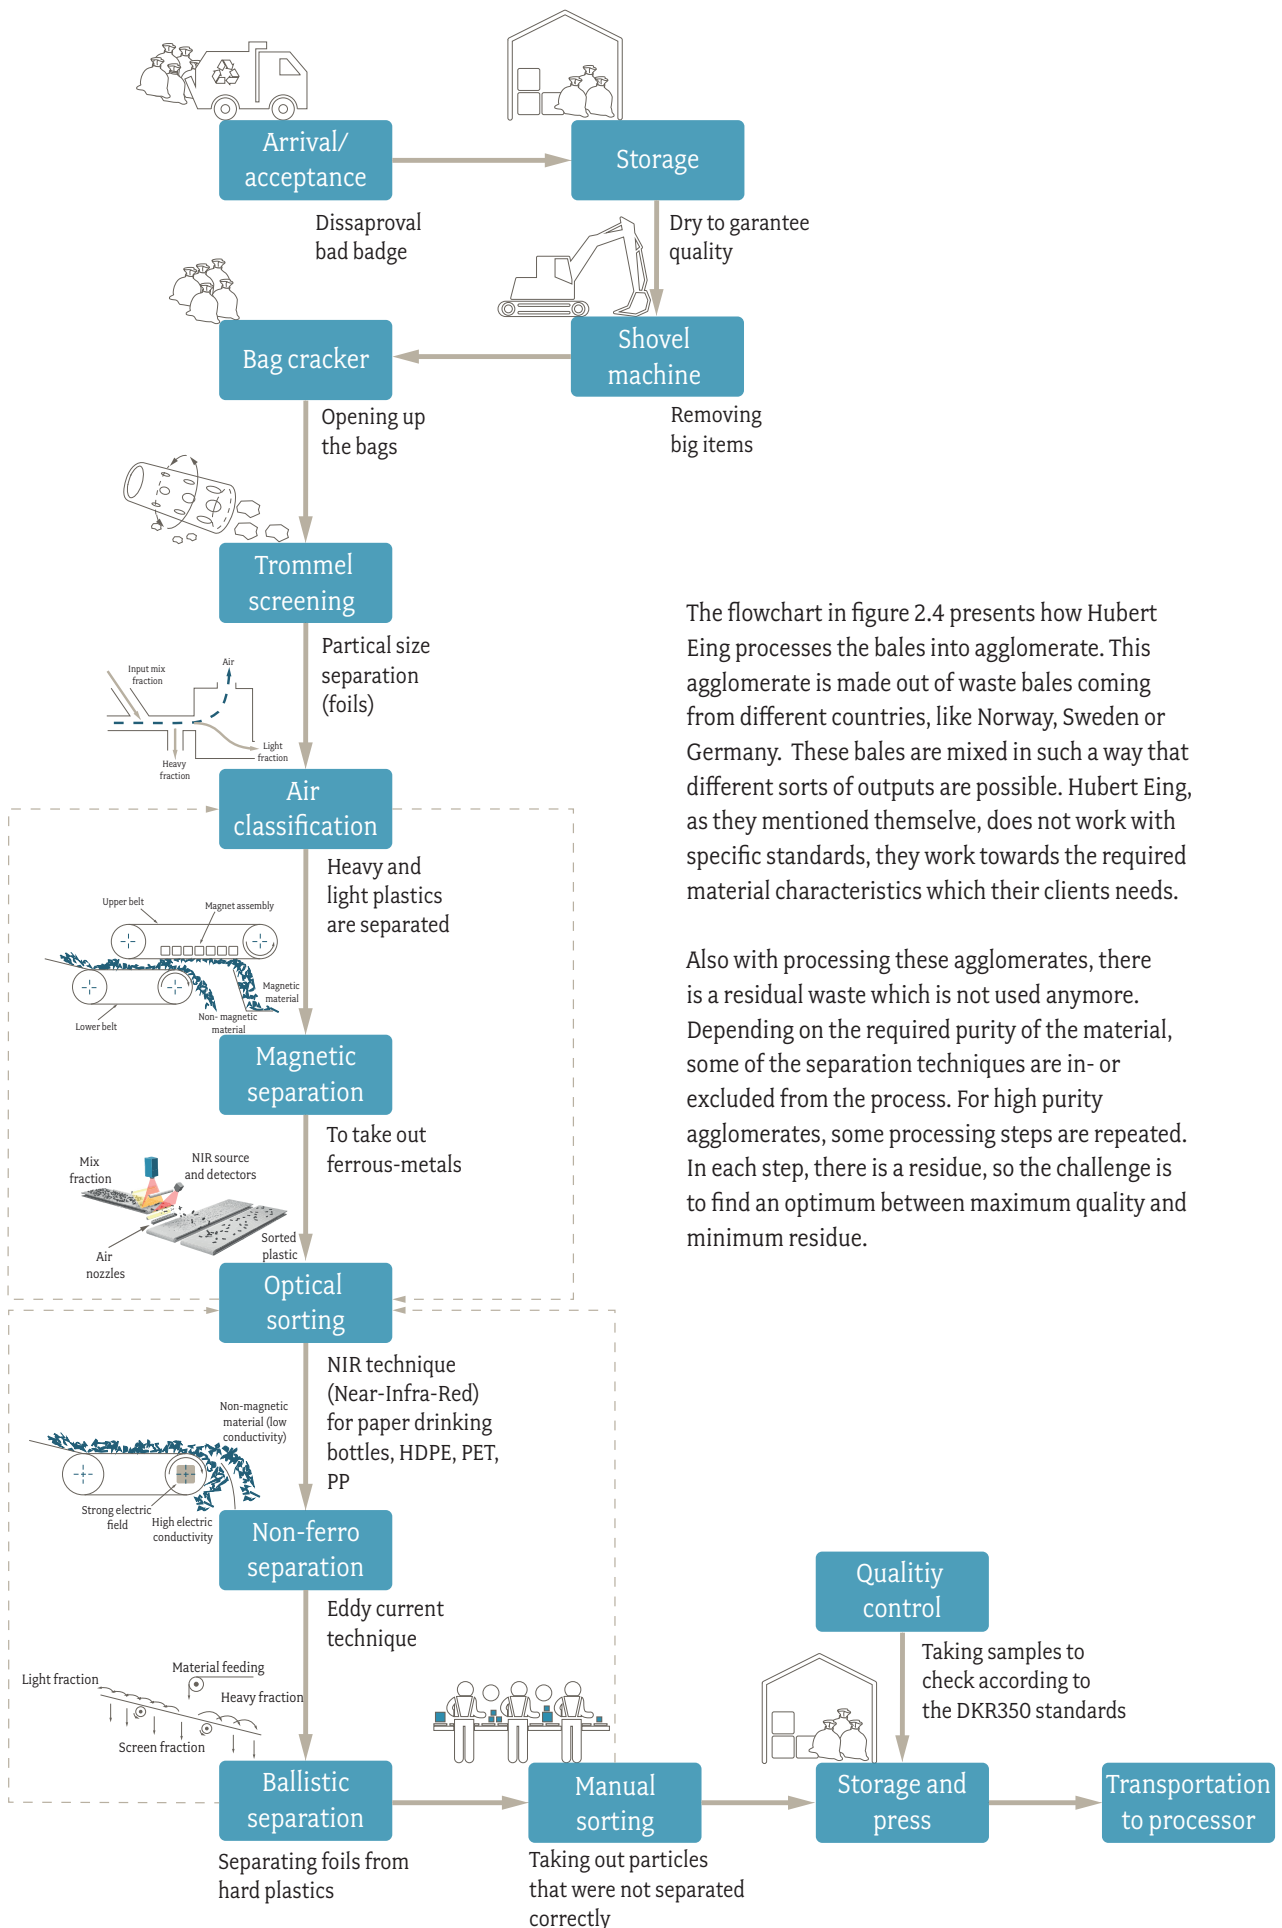 Arrival/
acceptance
Storage
Dissaproval
bad badge
Dry to garantee
quality
Shovel
machine
Bag cracker
Removing
big items
Opening up
the bags
Trommel
screening
Partical size
separation
(foils)
Input mix
fraction
Air
Light
fraction
Heavy
fraction
Air
classification
Heavy and
light plastics
are separated
Upper belt
Magnet assembly
Magnetic
material
Non- magnetic
material
Lower belt
Magnetic
separation
To take out
ferrous-metals
Mix
fraction
NIR source
and detectors
Sorted
plastic
Air
nozzles
Optical
sorting
NIR technique
(Near-Infra-Red)
for paper drinking
bottles, HDPE, PET,
PP
Non-magnetic
material (low
conductivity)
Strong electric
field
High electric
conductivity
Non-ferro
separation
Eddy current
technique
Light fraction
Material feeding
Heavy fraction
Screen fraction
Ballistic
separation
Separating foils from
hard plastics
Manual
sorting
Taking out particles
that were not separated
correctly
Qualitiy
control
Taking samples to
check according to
the DKR350 standards
Storage and
press
Transportation
to processor
The flowchart in figure 2.4 presents how Hubert
Eing processes the bales into agglomerate. This
agglomerate is made out of waste bales coming
from different countries, like Norway, Sweden or
Germany.  These bales are mixed in such a way that
different sorts of outputs are possible. Hubert Eing,
as they mentioned themselve, does not work with
specific standards, they work towards the required
material characteristics which their clients needs.
Also with processing these agglomerates, there
is a residual waste which is not used anymore.
Depending on the required purity of the material,
some of the separation techniques are in- or
excluded from the process. For high purity
agglomerates, some processing steps are repeated.
In each step, there is a residue, so the challenge is
to find an optimum between maximum quality and
minimum residue.